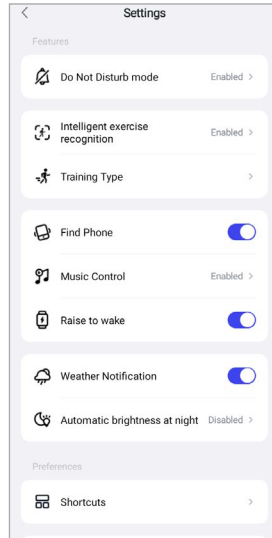 Settings
Features
Do Not Disturb mode Enabled
Intelligent exercise Enabled
recognition
Training Type
Find Phone
Music Control Enabled
Raise to wake
Weather Notification
Automatic brightness at night Disabled
Preferences
Shortcuts